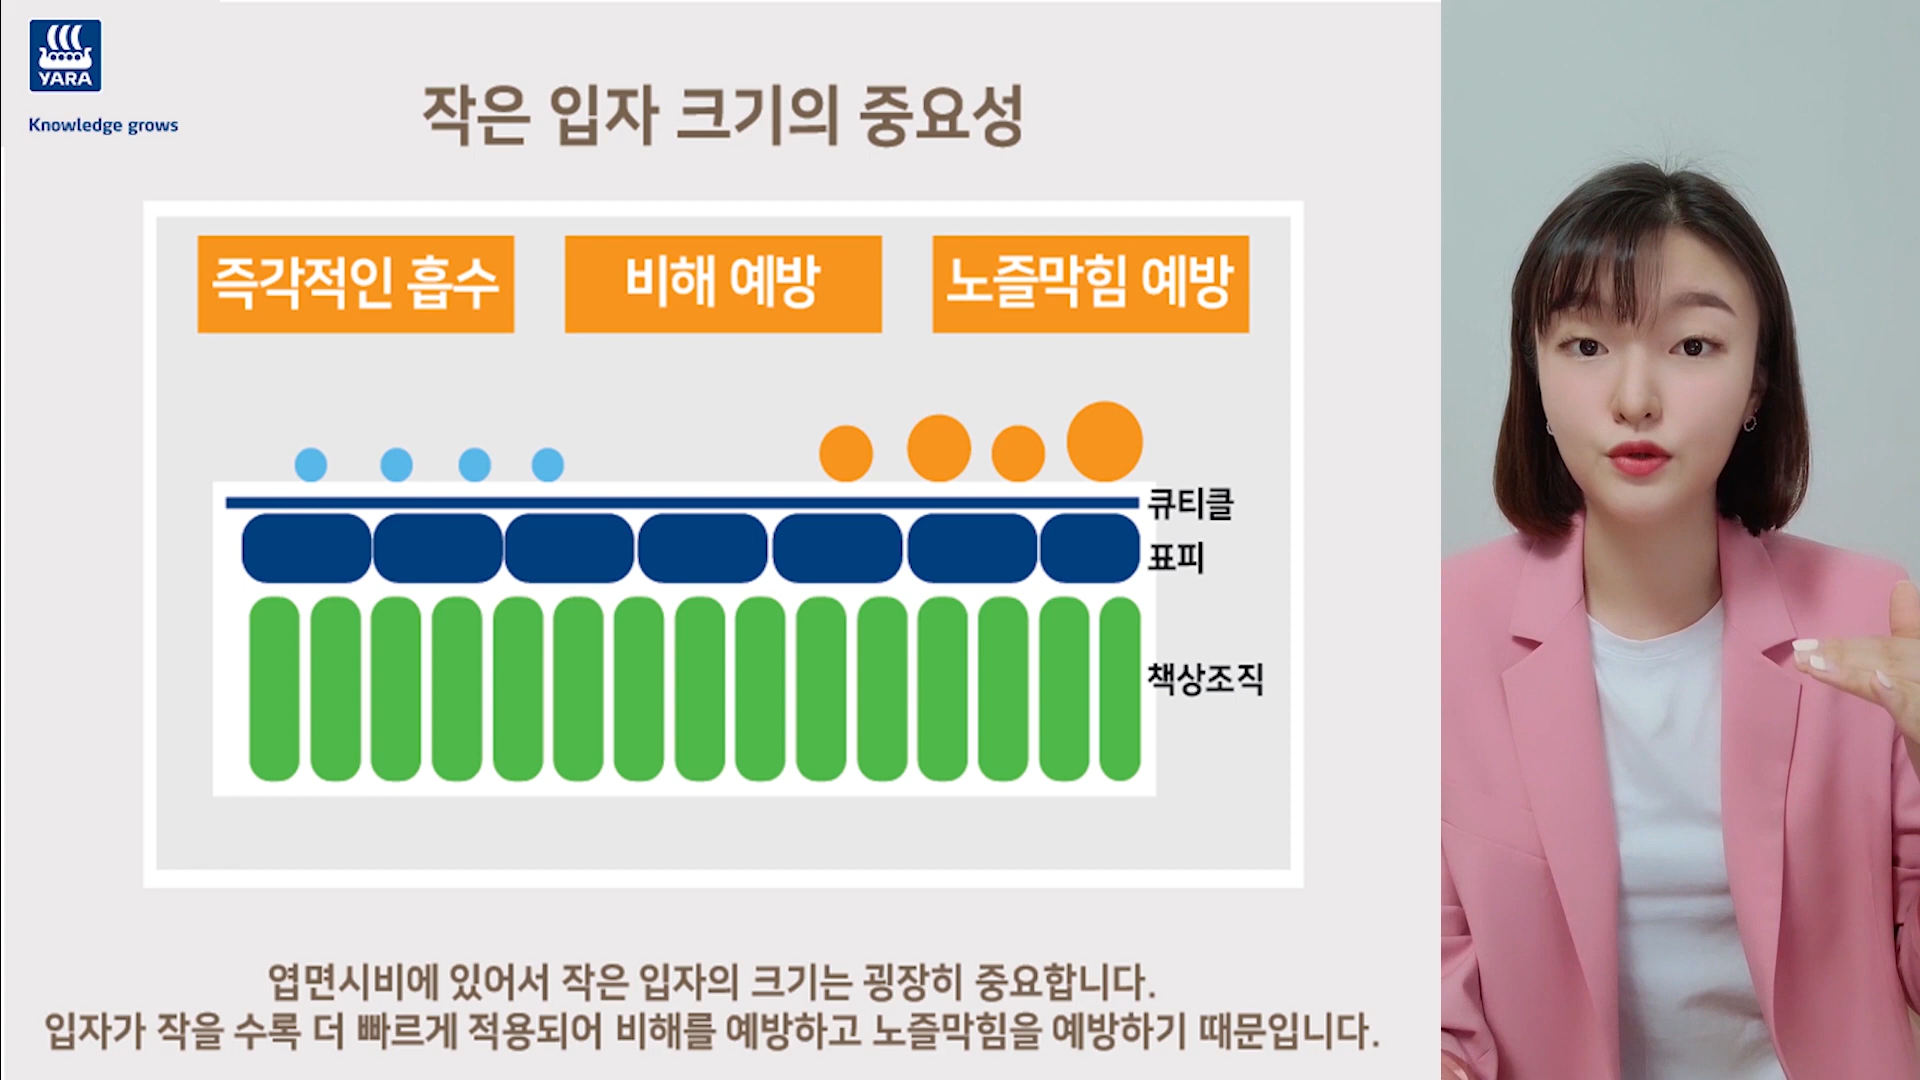 YARA
Knowledge grows
작은 입자 크기의 중요성
즉각적인 흡수
비해 예방
노즐막힘 예방
큐티클
표피
책상조직
엽면시비에 있어서 작은 입자의 크기는 굉장히 중요합니다.
입자가 작을 수록 더 빠르게 적용되어 비해를 예방하고 노즐막힘을 예방하기 때문입니다.